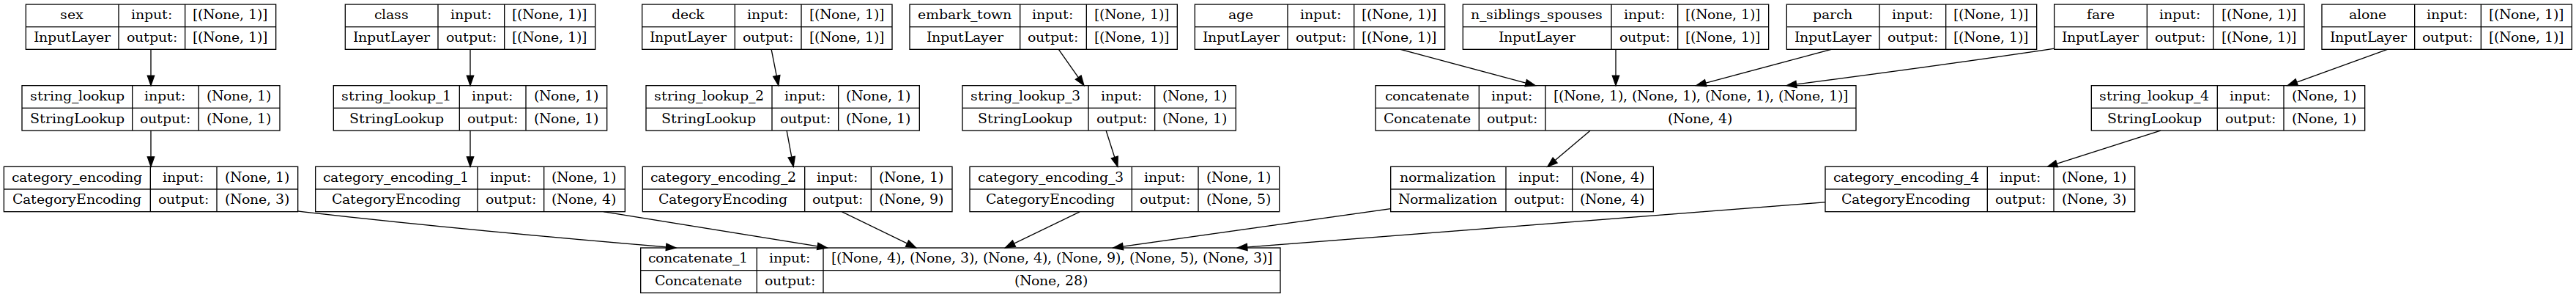 sex input: [(None, 1)]
InputLayer output: [(None, 1)]
class input: [(None, 1)]
InputLayer output: [(None, 1)]
deck input: [(None, 1)]
InputLayer output: [(None, 1)]
embark_town input: [(None, 1)]
InputLayer output: [(None, 1)]
age input: [(None, 1)]
InputLayer output: [(None, 1)]
n_siblings_spouses input: [(None, 1)]
InputLayer output: [(None, 1)]
parch input: [(None, 1)]
InputLayer output: [(None, 1)]
fare input: [(None, 1)]
InputLayer output: [(None, 1)]
alone input: [(None, 1)]
InputLayer output: [(None, 1)]
string_lookup input: (None, 1)
StringLookup output: (None, 1)
string_lookup_1 input: (None, 1)
StringLookup output: (None, 1)
string_lookup_2 input: (None, 1)
StringLookup output: (None, 1)
string_lookup_3 input: (None, 1)
StringLookup output: (None, 1)
concatenate input: [(None, 1), (None, 1), (None, 1), (None, 1)]
Concatenate output: (None, 4)
string_lookup_4 input: (None, 1)
StringLookup output: (None, 1)
category_encoding input: (None, 1)
CategoryEncoding output: (None, 3)
category_encoding_1 input: (None, 1)
CategoryEncoding output: (None, 4)
category_encoding_2 input: (None, 1)
CategoryEncoding output: (None, 9)
category_encoding_3 input: (None, 1)
CategoryEncoding output: (None, 5)
normalization input: (None, 4)
Normalization output: (None, 4)
category_encoding_4 input: (None, 1)
CategoryEncoding output: (None, 3)
concatenate_1 input: [(None, 4), (None, 3), (None, 4), (None, 9), (None, 5), (None, 3)]
Concatenate output: (None, 28)